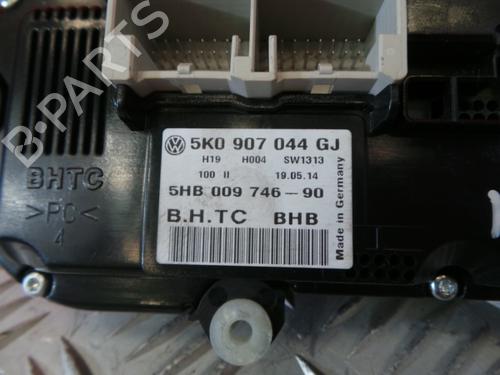 5K0 907 044 GJ
H19 H004 SW1313
100 II 19.05.14
5HB 009 746-90
B.H.TC BHB
Made in Germany
BHTC
>PC<
4